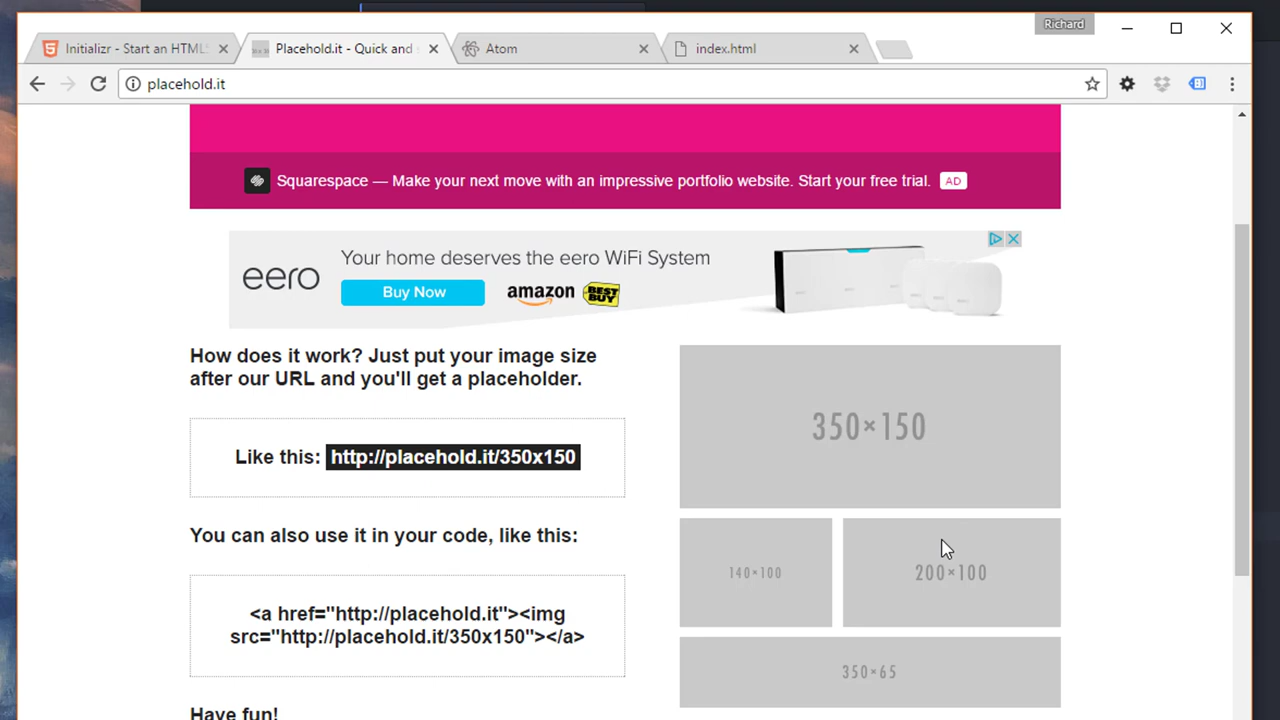 Richard
Initializr - Start an HTML
Placehold.it - Quick and
Atom
index.html
placehold.it
Squarespace — Make your next move with an impressive portfolio website. Start your free trial. AD
eero
Your home deserves the eero WiFi System
Buy Now
amazon
BEST
BUY
How does it work? Just put your image size
after our URL and you'll get a placeholder.
Like this: http://placehold.it/350x150
You can also use it in your code, like this:
<a href="http://placehold.it"><img
src="http://placehold.it/350x150"></a>
Have fun!
350×150
140×100
200×100
350×65